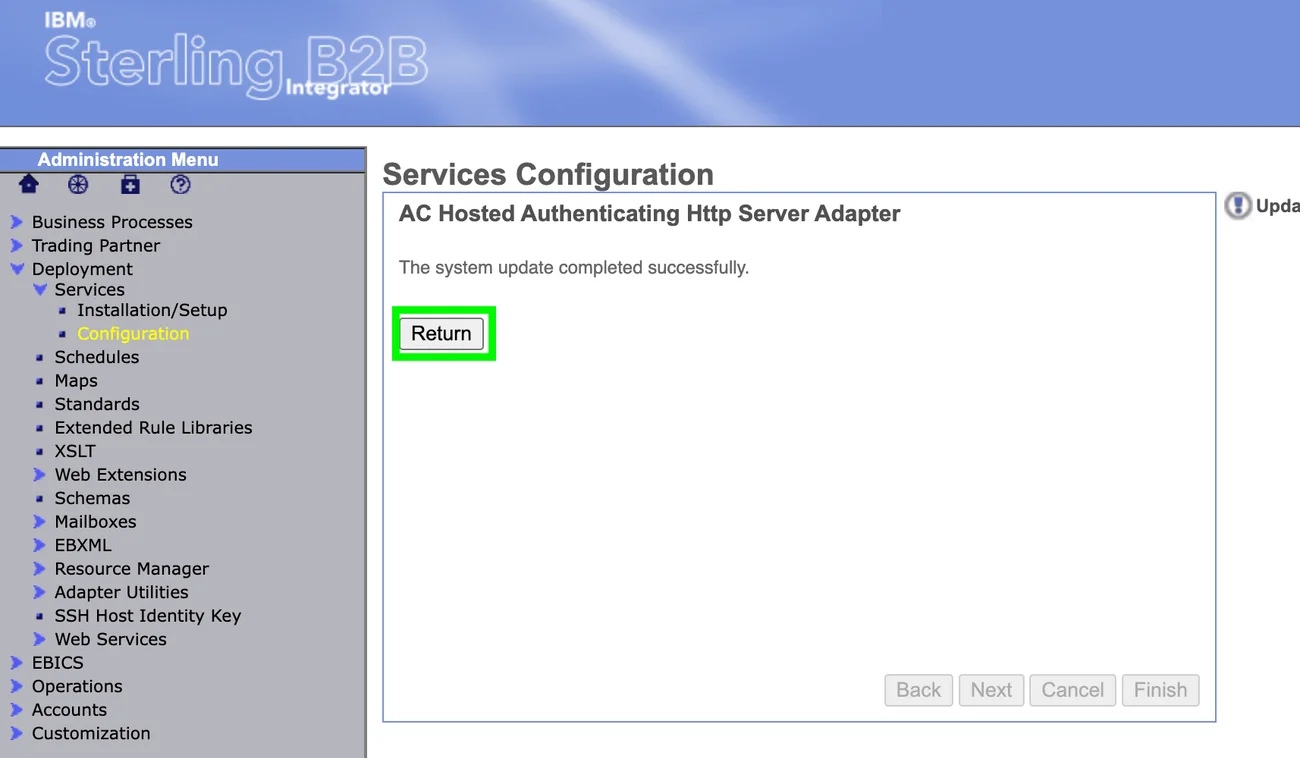 IBM®
Sterling B2B
Integrator
Administration Menu
Business Processes
Trading Partner
Deployment
Services
Installation/Setup
Configuration
Schedules
Maps
Standards
Extended Rule Libraries
XSLT
Web Extensions
Schemas
Mailboxes
EBXML
Resource Manager
Adapter Utilities
SSH Host Identity Key
Web Services
EBICS
Operations
Accounts
Customization
Services Configuration
AC Hosted Authenticating Http Server Adapter
The system update completed successfully.
Return
Back Next Cancel Finish
Upda